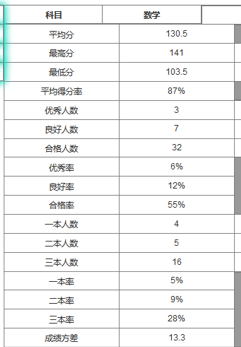 科目 数学
平均分 130.5
最高分 141
最低分 103.5
平均得分率 87%
优秀人数 3
良好人数 7
合格人数 32
优秀率 6%
良好率 12%
合格率 55%
一本人数 4
二本人数 5
三本人数 16
一本率 5%
二本率 9%
三本率 28%
成绩方差 13.3